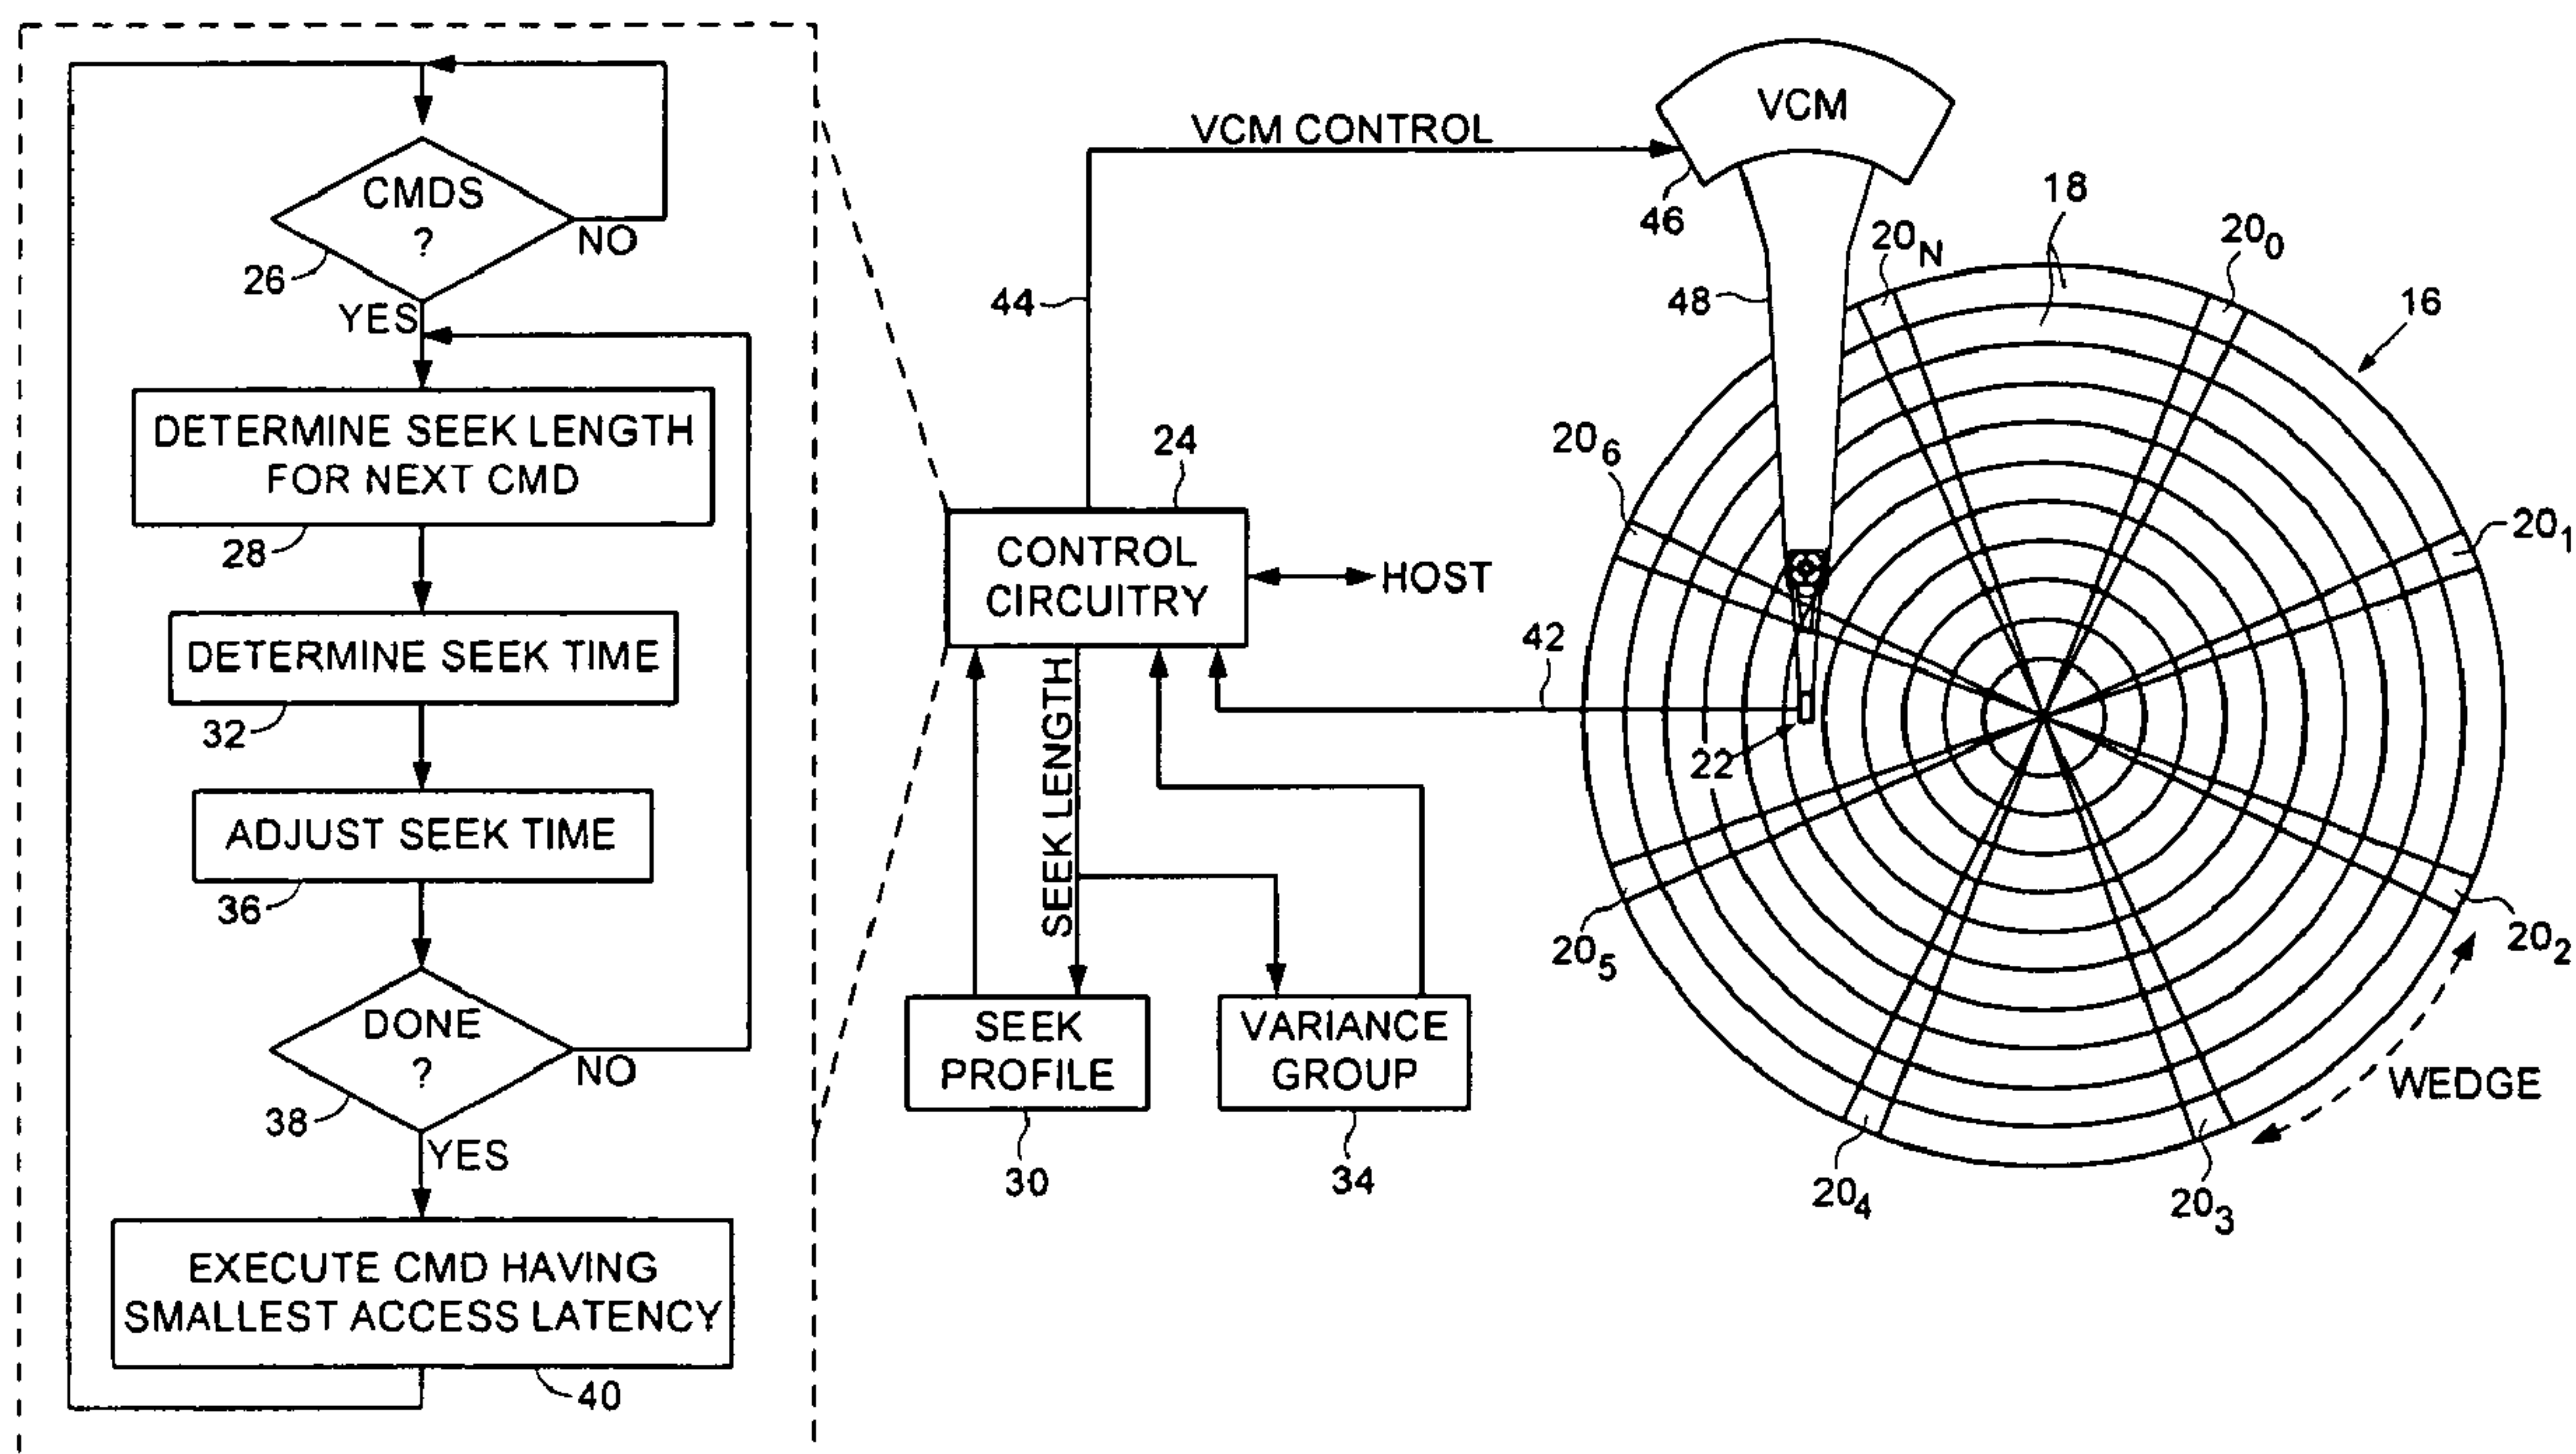 CMDS
?
NO
26
YES
DETERMINE SEEK LENGTH
FOR NEXT CMD
28
DETERMINE SEEK TIME
32
ADJUST SEEK TIME
36
DONE
?
NO
38
YES
EXECUTE CMD HAVING
SMALLEST ACCESS LATENCY
40
VCM CONTROL
44
24
CONTROL
CIRCUITRY
HOST
SEEK LENGTH
42
SEEK
PROFILE
30
VARIANCE
GROUP
34
VCM
46
48
18
20N
200
16
201
206
22
205
202
WEDGE
204
203